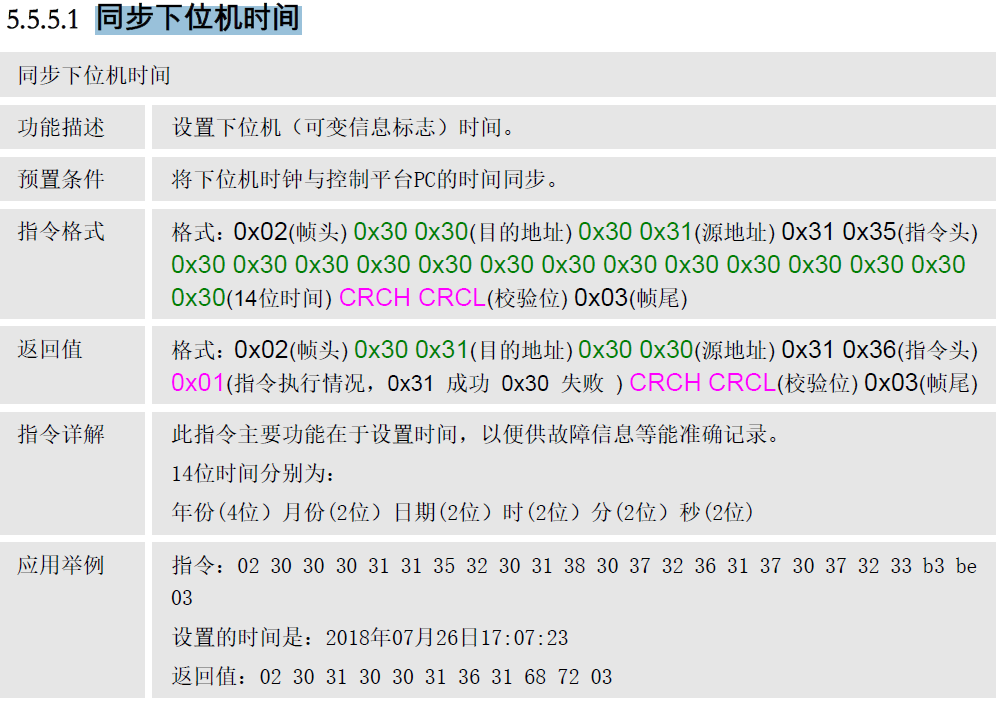 5.5.5.1 同步下位机时间
同步下位机时间
功能描述
设置下位机（可变信息标志）时间。
预置条件
将下位机时钟与控制平台PC的时间同步。
指令格式
格式: 0x02(帧头) 0x30 0x30(目的地址) 0x30 0x31(源地址) 0x31 0x35(指令头)
0x30 0x30 0x30 0x30 0x30 0x30 0x30 0x30 0x30 0x30 0x30 0x30 0x30
0x30(14位时间) CRCH CRCL(校验位) 0x03(帧尾)
返回值
格式: 0x02(帧头) 0x30 0x31(目的地址) 0x30 0x30(源地址) 0x31 0x36(指令头)
0x01(指令执行情况，0x31 成功 0x30 失败 ) CRCH CRCL(校验位) 0x03(帧尾)
指令详解
此指令主要功能在于设置时间，以便供故障信息等能准确记录。
14位时间分别为:
年份(4位）月份(2位）日期(2位）时(2位）分(2位）秒(2位)
应用举例
指令: 02 30 30 30 31 31 35 32 30 31 38 30 37 32 36 31 37 30 37 32 33 b3 be
03
设置的时间是: 2018年07月26日17:07:23
返回值: 02 30 31 30 30 31 36 31 68 72 03